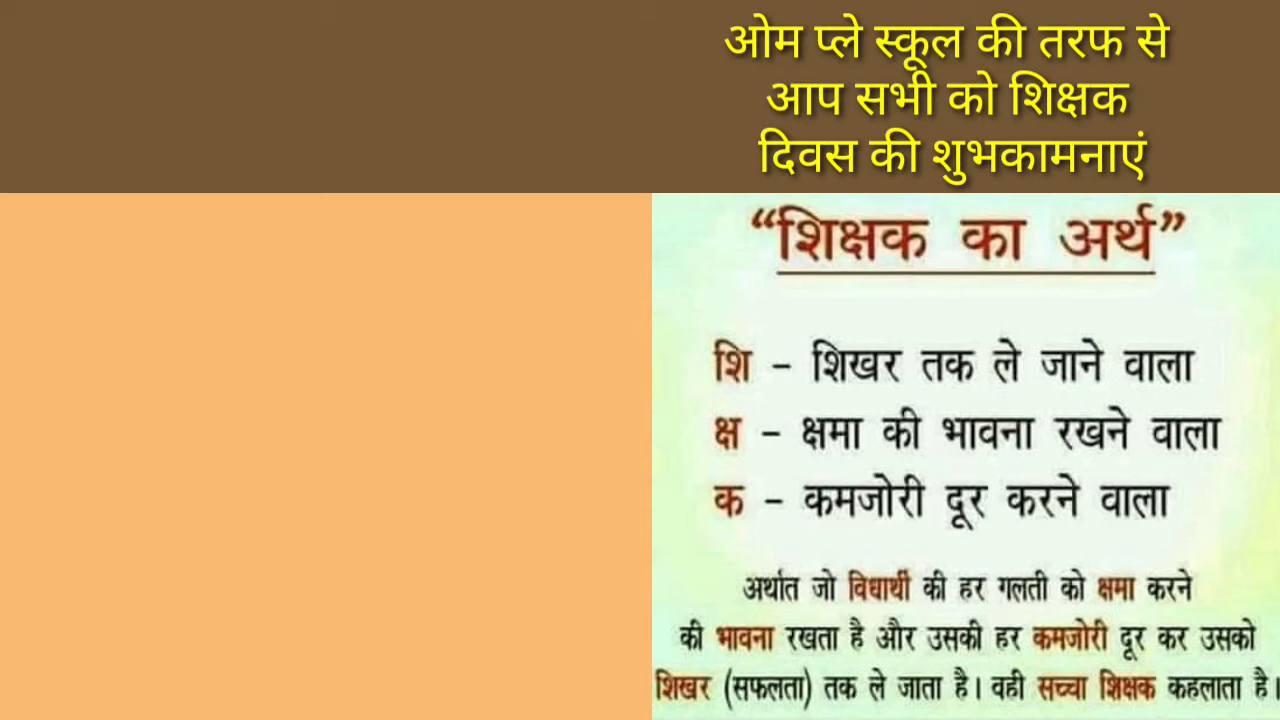 ओम प्ले स्कूल की तरफ से
आप सभी को शिक्षक
दिवस की शुभकामनाएं
“शिक्षक का अर्थ”
शि – शिखर तक ले जाने वाला
क्ष – क्षमा की भावना रखने वाला
क – कमजोरी दूर करने वाला
अर्थात जो विद्यार्थी की हर गलती को क्षमा करने
की भावना रखता है और उसकी हर कमजोरी दूर कर उसको
शिखर (सफलता) तक ले जाता है। वही सच्चा शिक्षक कहलाता है।